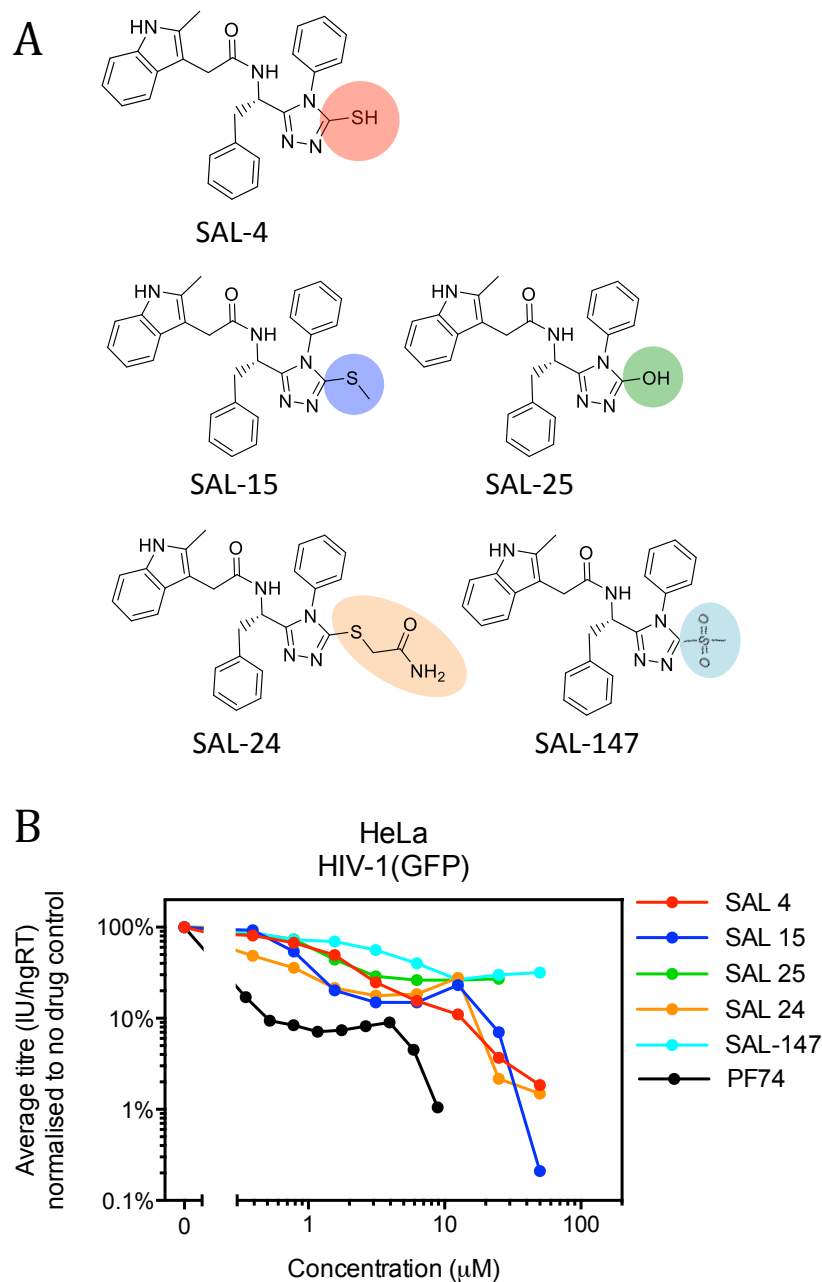 A
HN
O
NH
N
SH
N
N
SAL-4
HN
O
NH
N
S
N
N
SAL-15
HN
O
NH
N
OH
N
N
SAL-25
HN
O
NH
N
S
O
N
N
NH2
SAL-24
HN
O
NH
O
N
S
N
N
O
SAL-147
B
HeLa
HIV-1(GFP)
Average titre (IU/ngRT)
normalised to no drug control
100%
10%
1%
0.1%
0
1
10
100
Concentration (μM)
SAL 4
SAL 15
SAL 25
SAL 24
SAL-147
PF74